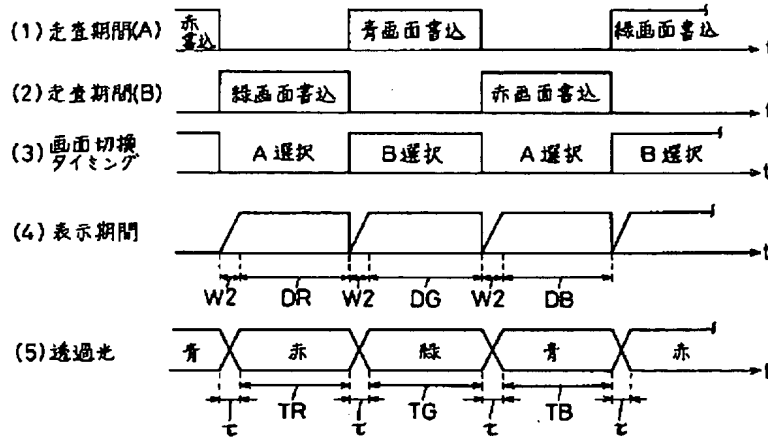 (1)走査期間(A) 赤書込 青画面書込 緑画面書込 t
(2)走査期間(B) 緑画面書込 赤画面書込 t
(3)画面切換タイミング A選択 B選択 A選択 B選択 t
(4)表示期間 t
W2 DR W2 DG W2 DB
(5)透過光 青 赤 緑 青 赤 t
τ TR τ TG τ TB τ